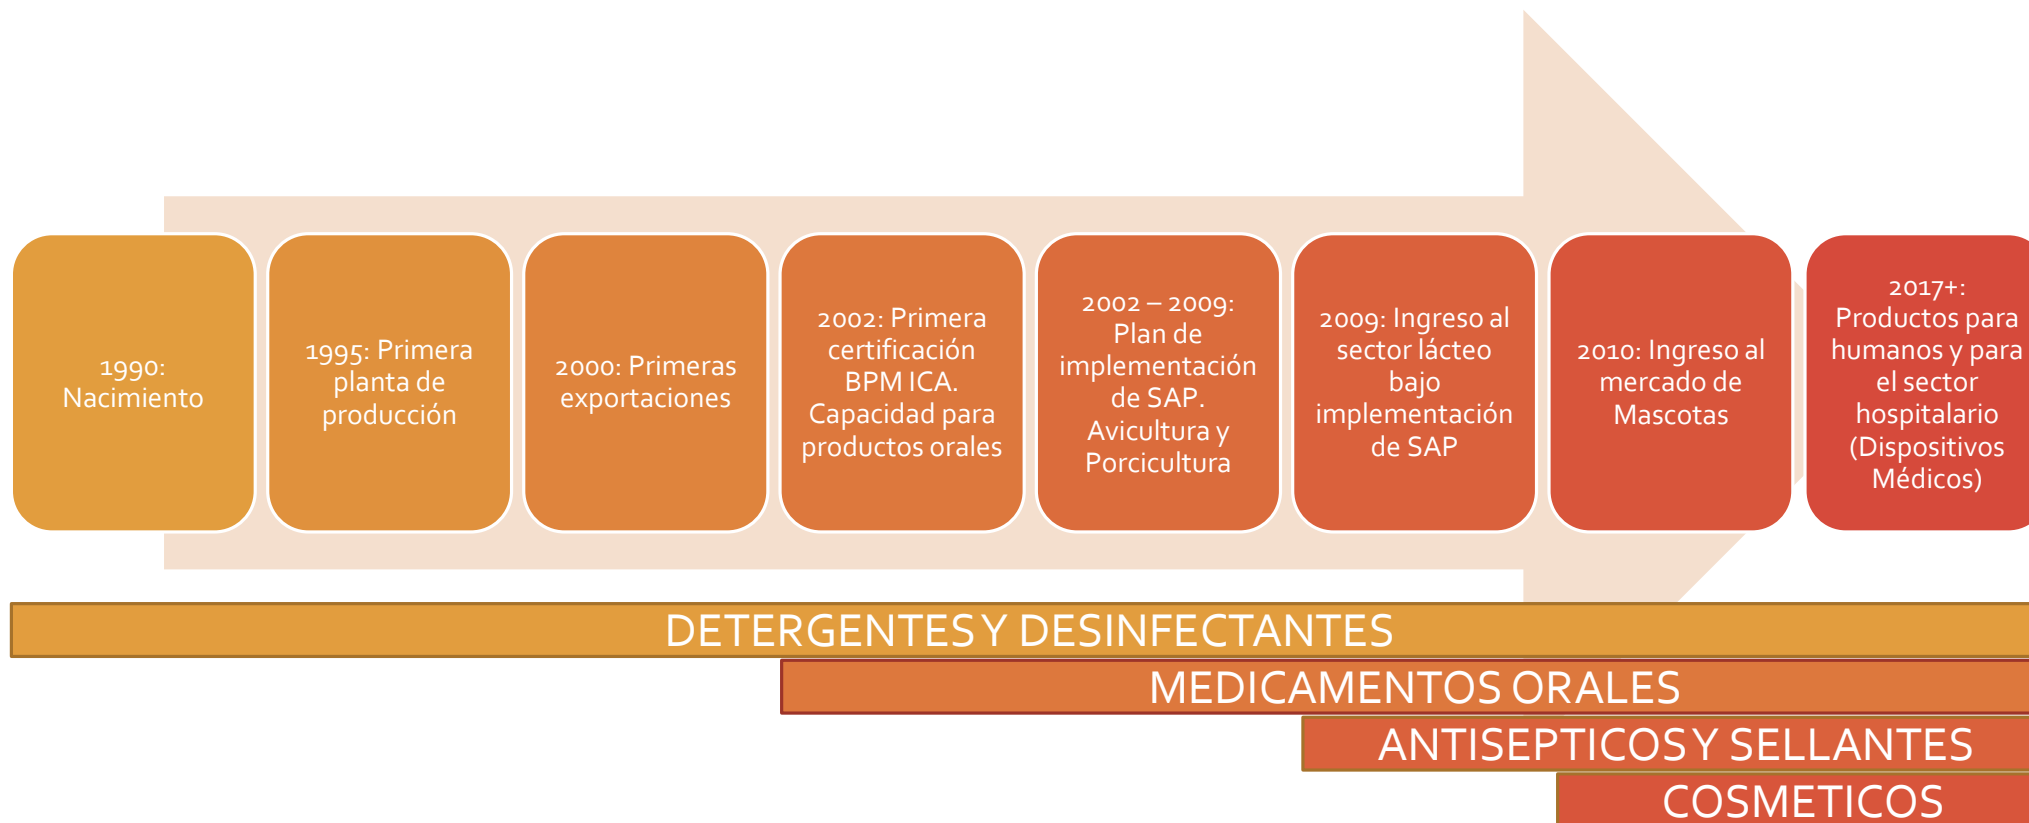 1990:
Nacimiento
1995: Primera
planta de
producción
2000: Primeras
exportaciones
2002: Primera
certificación
BPM ICA.
Capacidad para
productos orales
2002 – 2009:
Plan de
implementación
de SAP.
Avicultura y
Porcicultura
2009: Ingreso al
sector lácteo
bajo
implementación
de SAP
2010: Ingreso al
mercado de
Mascotas
2017+:
Productos para
humanos y para
el sector
hospitalario
(Dispositivos
Médicos)
DETERGENTES Y DESINFECTANTES
MEDICAMENTOS ORALES
ANTISEPTICOS Y SELLANTES
COSMETICOS